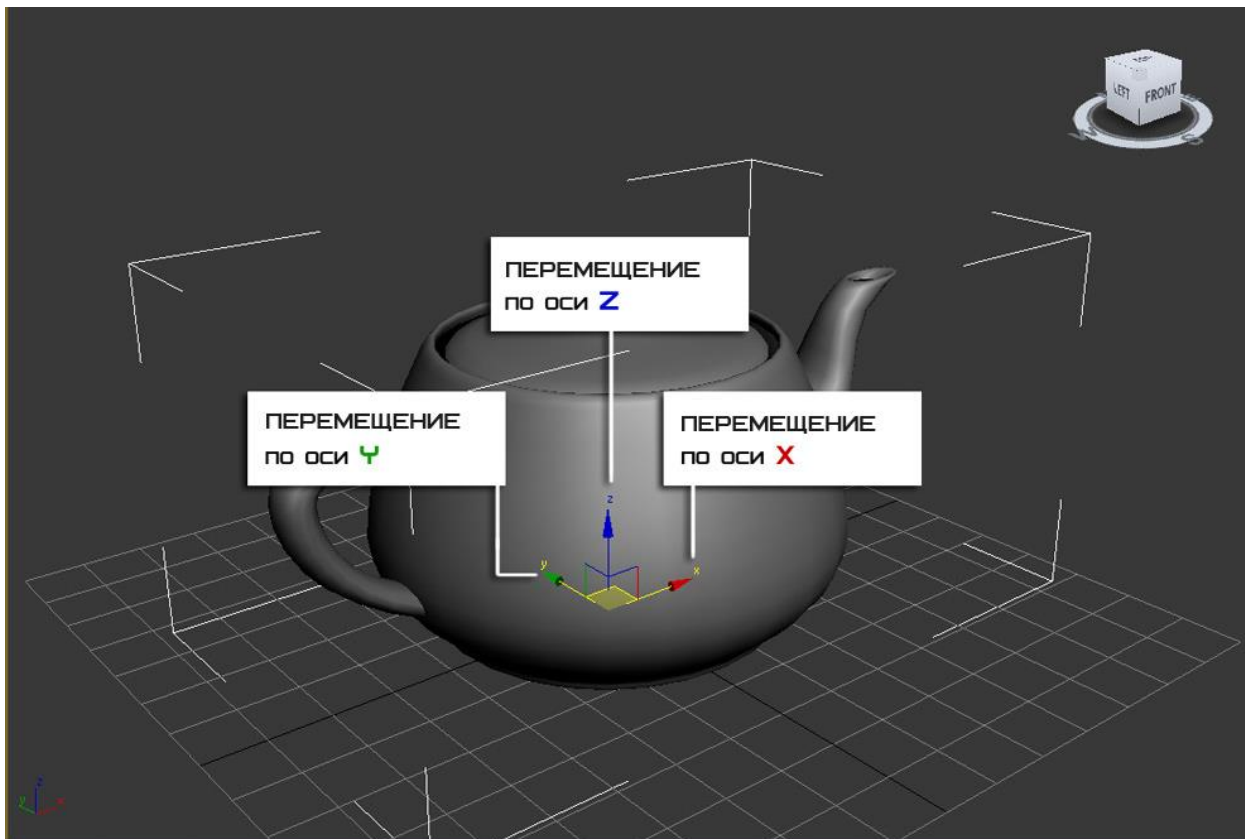 LEFT
FRONT
W
S
ПЕРЕМЕЩЕНИЕ
по оси Z
ПЕРЕМЕЩЕНИЕ
по оси Y
ПЕРЕМЕЩЕНИЕ
по оси X
z
y
x
z
y
x